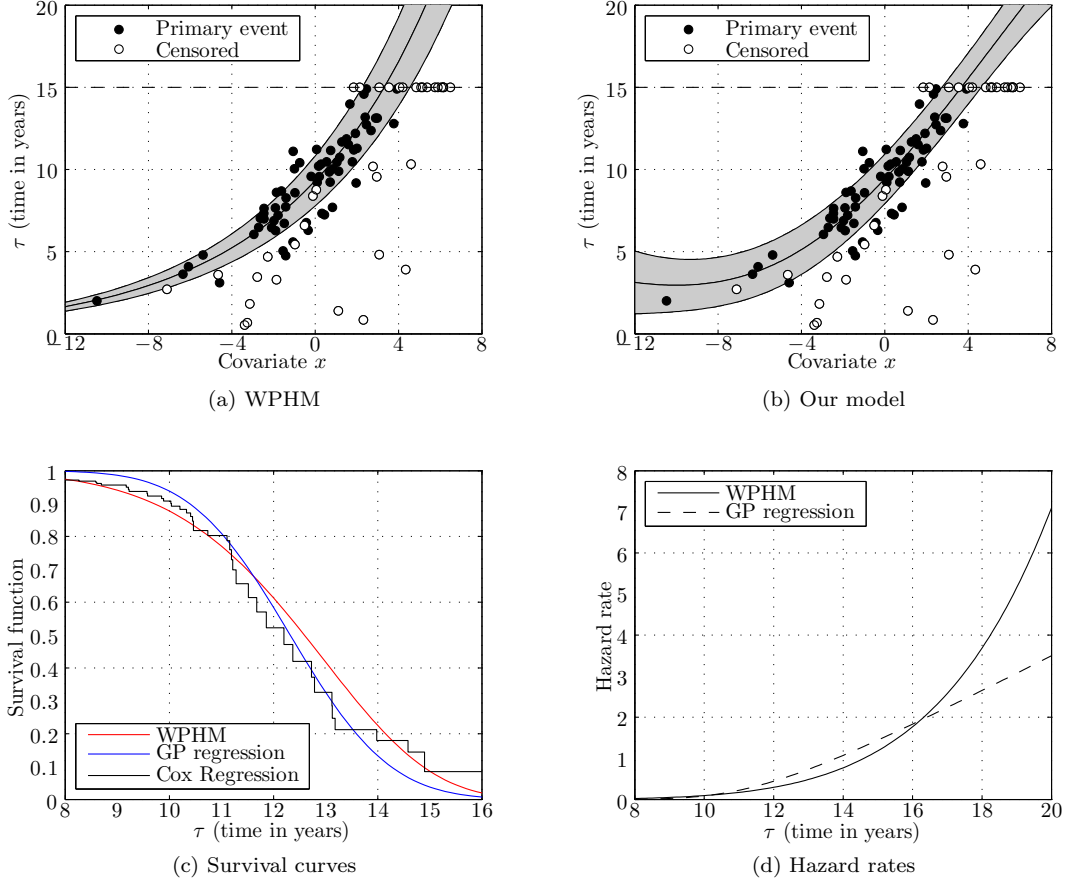 20
15
10
5
0
−12
−8
−4
0
4
8
τ (time in years)
Covariate x
Primary event
Censored
(a) WPHM
20
15
10
5
0
−12
−8
−4
0
4
8
τ (time in years)
Covariate x
Primary event
Censored
(b) Our model
1
0.9
0.8
0.7
0.6
0.5
0.4
0.3
0.2
0.1
0
8
9
10
11
12
13
14
15
16
Survival function
τ (time in years)
WPHM
GP regression
Cox Regression
(c) Survival curves
8
7
6
5
4
3
2
1
0
8
10
12
14
16
18
20
Hazard rate
τ (time in years)
WPHM
GP regression
(d) Hazard rates